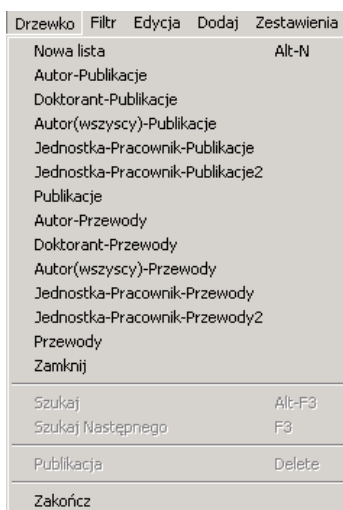 Drzewko Filtr Edycja Dodaj Zestawienia
Nowa lista Alt-N
Autor-Publikacje
Doktorant-Publikacje
Autor(wszyscy)-Publikacje
Jednostka-Pracownik-Publikacje
Jednostka-Pracownik-Publikacje2
Publikacje
Autor-Przewody
Doktorant-Przewody
Autor(wszyscy)-Przewody
Jednostka-Pracownik-Przewody
Jednostka-Pracownik-Przewody2
Przewody
Zamknij
Szukaj Alt-F3
Szukaj Następnego F3
Publikacja Delete
Zakończ